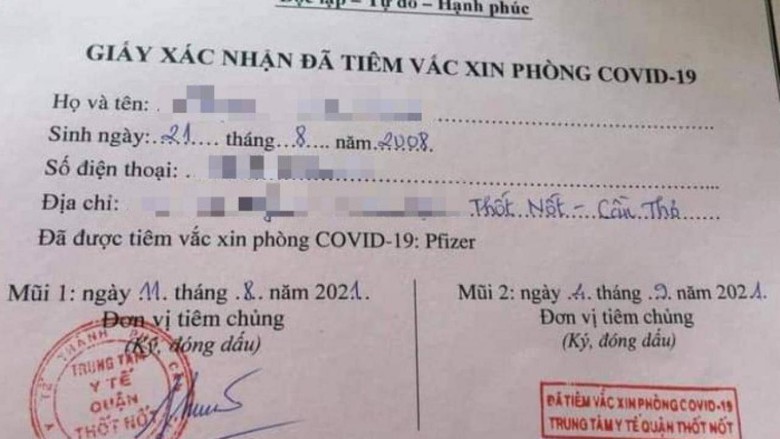 Độc lập – Tự do – Hạnh phúc
GIẤY XÁC NHẬN ĐÃ TIÊM VẮC XIN PHÒNG COVID-19
Họ và tên:
Sinh ngày: 21 tháng 8 năm 2008
Số điện thoại:
Địa chỉ: Thốt Nốt - Cần Thơ
Đã được tiêm vắc xin phòng COVID-19: Pfizer
Mũi 1: ngày 11 tháng 8 năm 2021.
Đơn vị tiêm chủng
(Ký, đóng dấu)
TRUNG TÂM
Y TẾ
QUẬN
THỐT NỐT
Mũi 2: ngày 4 tháng 9 năm 2021.
Đơn vị tiêm chủng
(Ký, đóng dấu)
ĐÃ TIÊM VẮC XIN PHÒNG COVID-19
TRUNG TÂM Y TẾ QUẬN THỐT NỐT